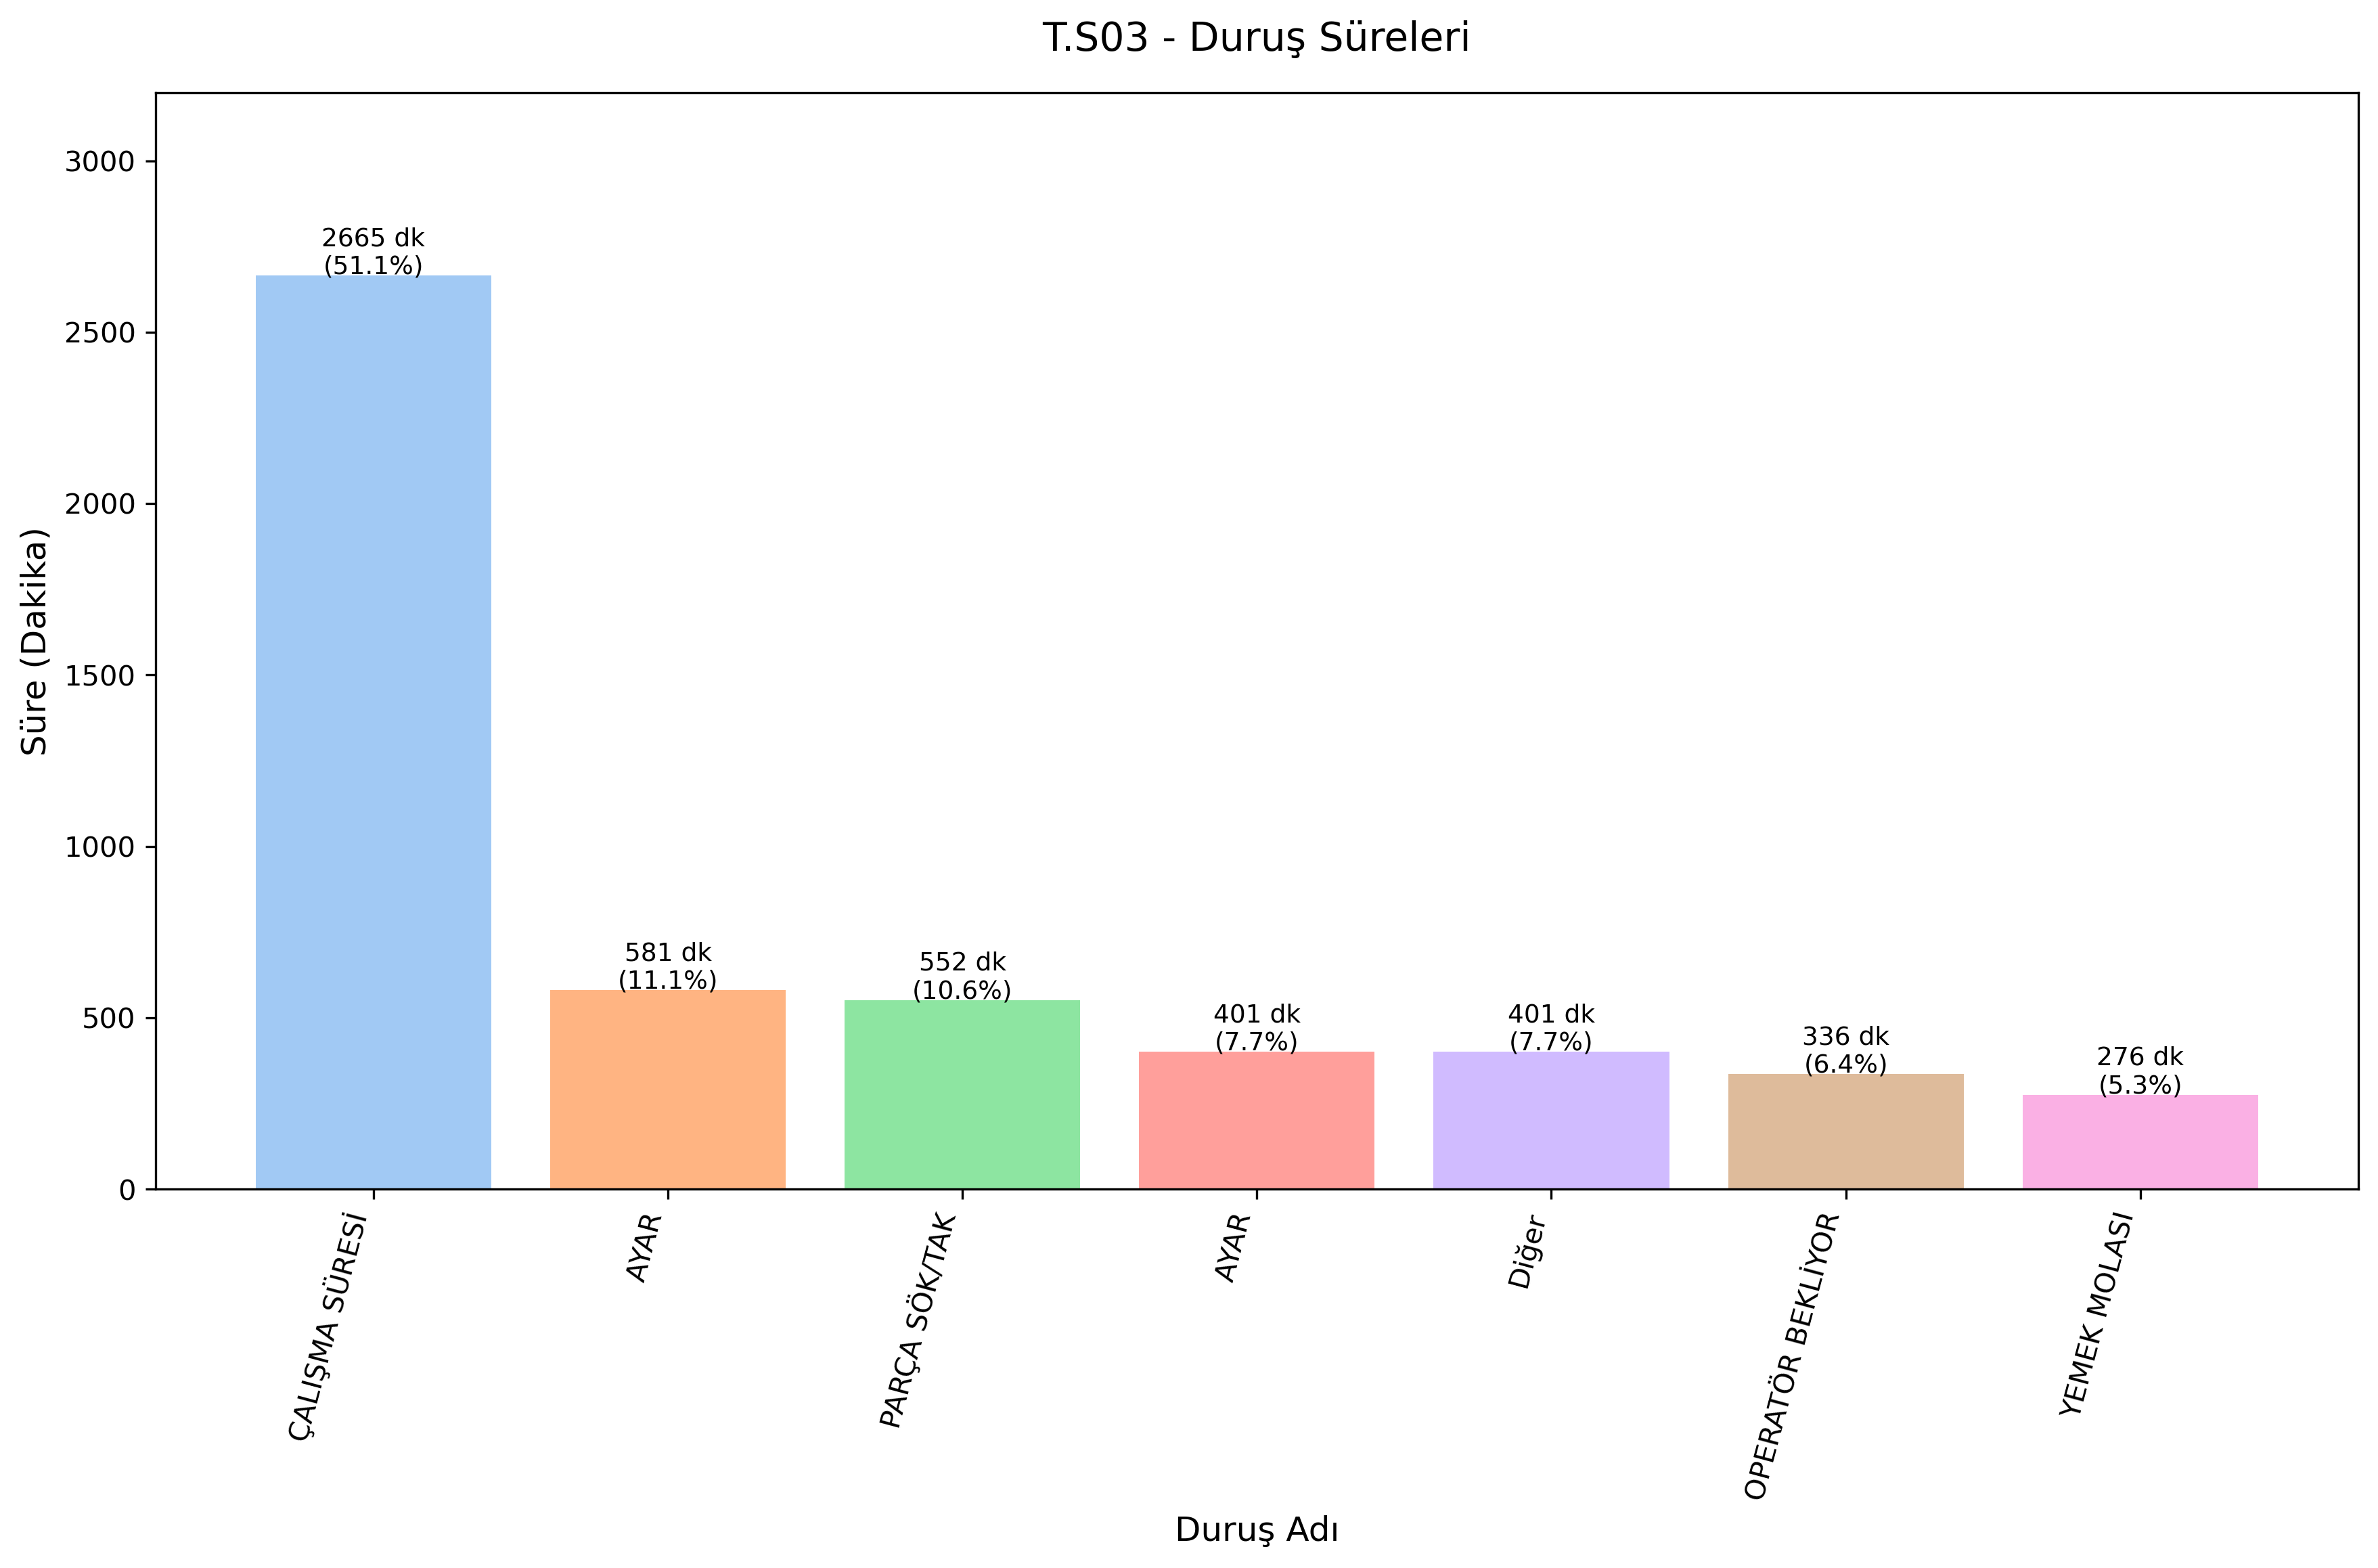 T.S03 - Duruş Süreleri
Süre (Dakika)
3000
2500
2000
1500
1000
500
0
2665 dk
(51.1%)
581 dk
(11.1%)
552 dk
(10.6%)
401 dk
(7.7%)
401 dk
(7.7%)
336 dk
(6.4%)
276 dk
(5.3%)
ÇALIŞMA SÜRESİ
AYAR
PARÇA SÖK/TAK
AYAR
Diğer
OPERATÖR BEKLİYOR
YEMEK MOLASI
Duruş Adı